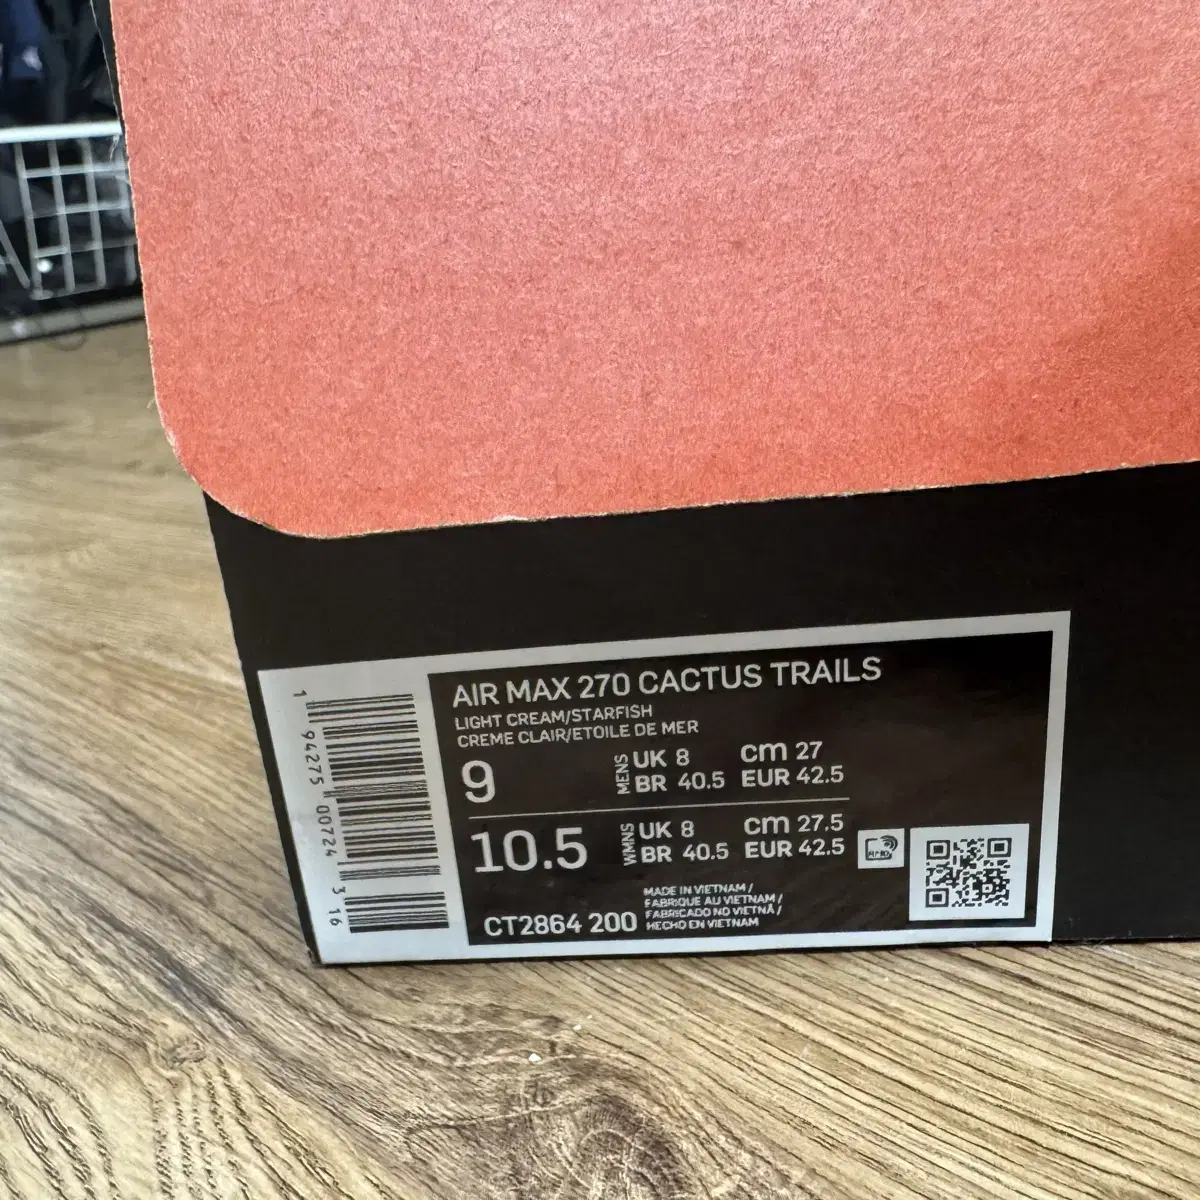 AIR MAX 270 CACTUS TRAILS
LIGHT CREAM/STARFISH
CREME CLAIR/ETOILE DE MER
9 MENS UK 8 cm 27
BR 40.5 EUR 42.5
10.5 WMNS UK 8 cm 27.5
BR 40.5 EUR 42.5
MADE IN VIETNAM /
FABRIQUE AU VIETNAM /
FABRICADO NO VIETNÃ /
HECHO EN VIETNAM
CT2864 200
1 94275 00724 3 16
RFID